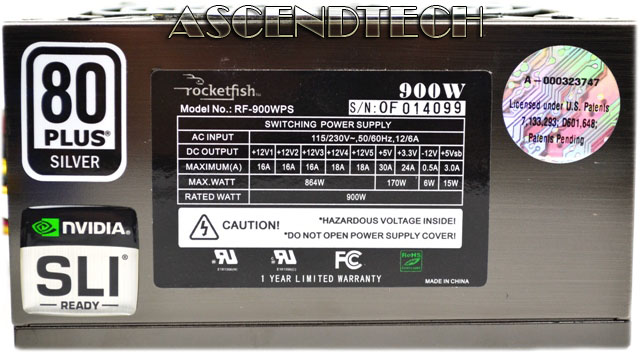 ASCENDTECH
80
PLUS
SILVER
NVIDIA
SLI
READY
rocketfish
900W
Model No.: RF-900WPS
S/N:0F014099
SWITCHING POWER SUPPLY
AC INPUT 115/230V~,50/60Hz,12/6A
DC OUTPUT +12V1 +12V2 +12V3 +12V4 +12V5 +5V +3.3V -12V +5Vsb
MAXIMUM(A) 16A 16A 18A 18A 18A 30A 24A 0.5A 3.0A
MAX.WATT 864W 170W 6W 15W
RATED WATT 900W
CAUTION!
*HAZARDOUS VOLTAGE INSIDE!
*DO NOT OPEN POWER SUPPLY COVER!
FC
RoHS
1 YEAR LIMITED WARRANTY
MADE IN CHINA
A-000323747
Licensed under U.S. Patents
7,133,293; D601,648;
Patents Pending